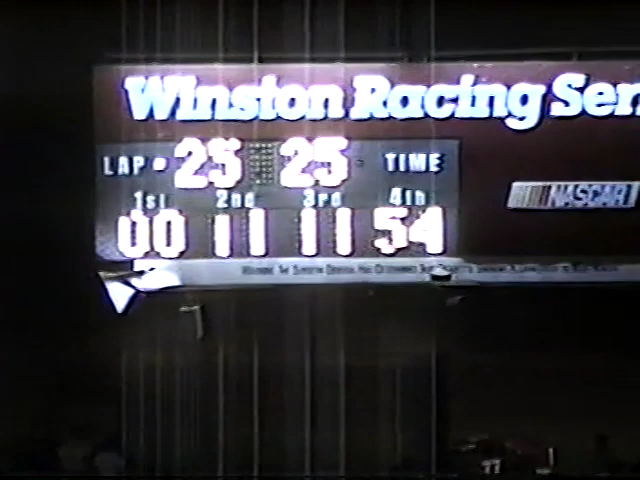 Winston Racing Ser
LAP 25 25 TIME
1st 2nd 3rd 4th
00 11 11 54
NASCAR